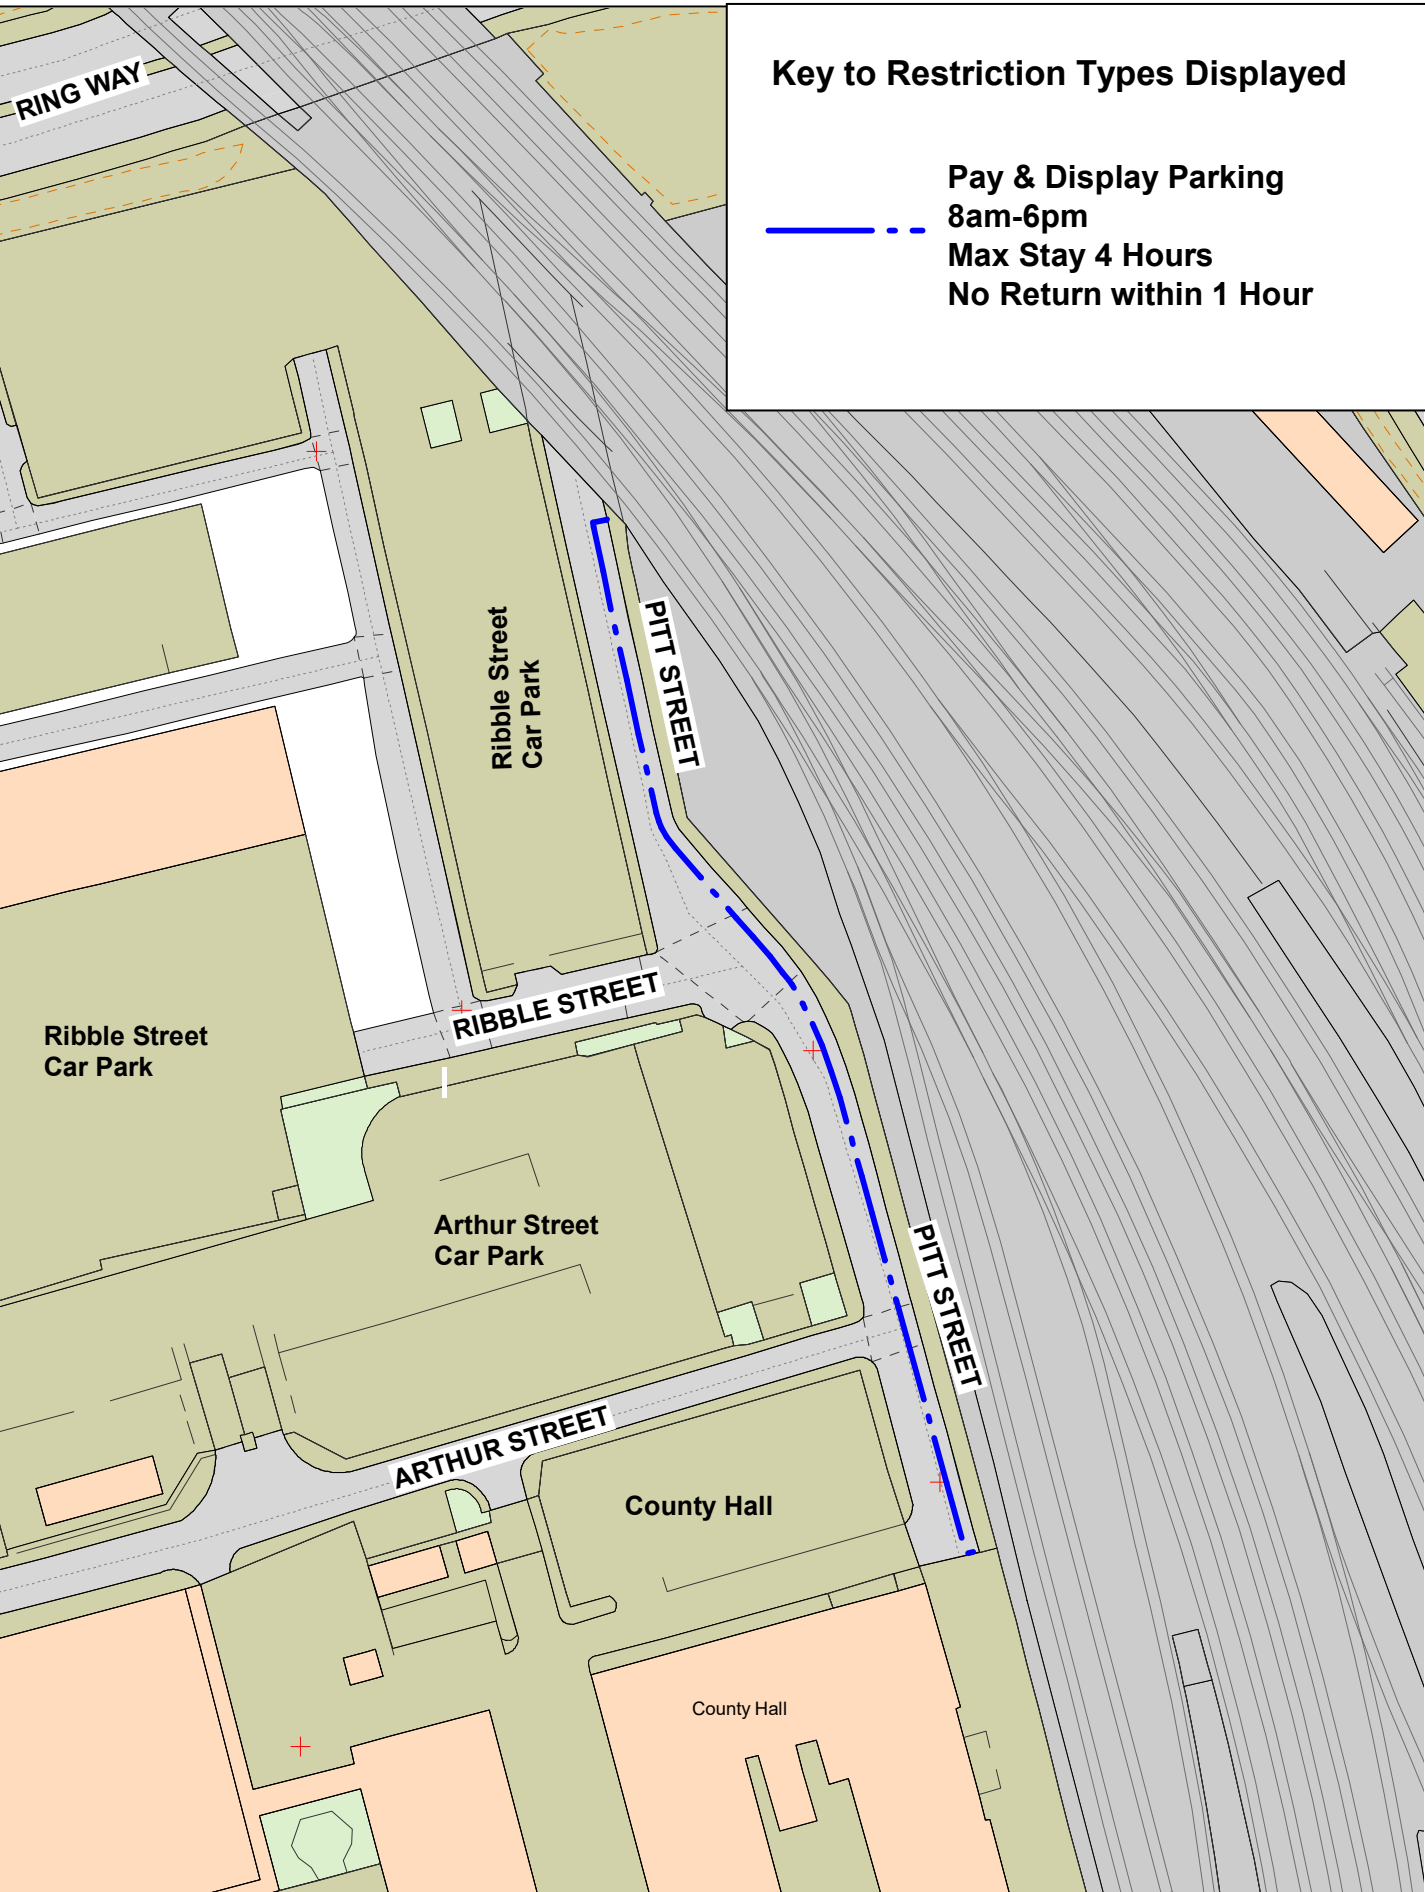 RING WAY
Key to Restriction Types Displayed
Pay & Display Parking
8am-6pm
Max Stay 4 Hours
No Return within 1 Hour
Ribble Street
Car Park
PITT STREET
RIBBLE STREET
Ribble Street
Car Park
Arthur Street
Car Park
PITT STREET
ARTHUR STREET
County Hall
County Hall